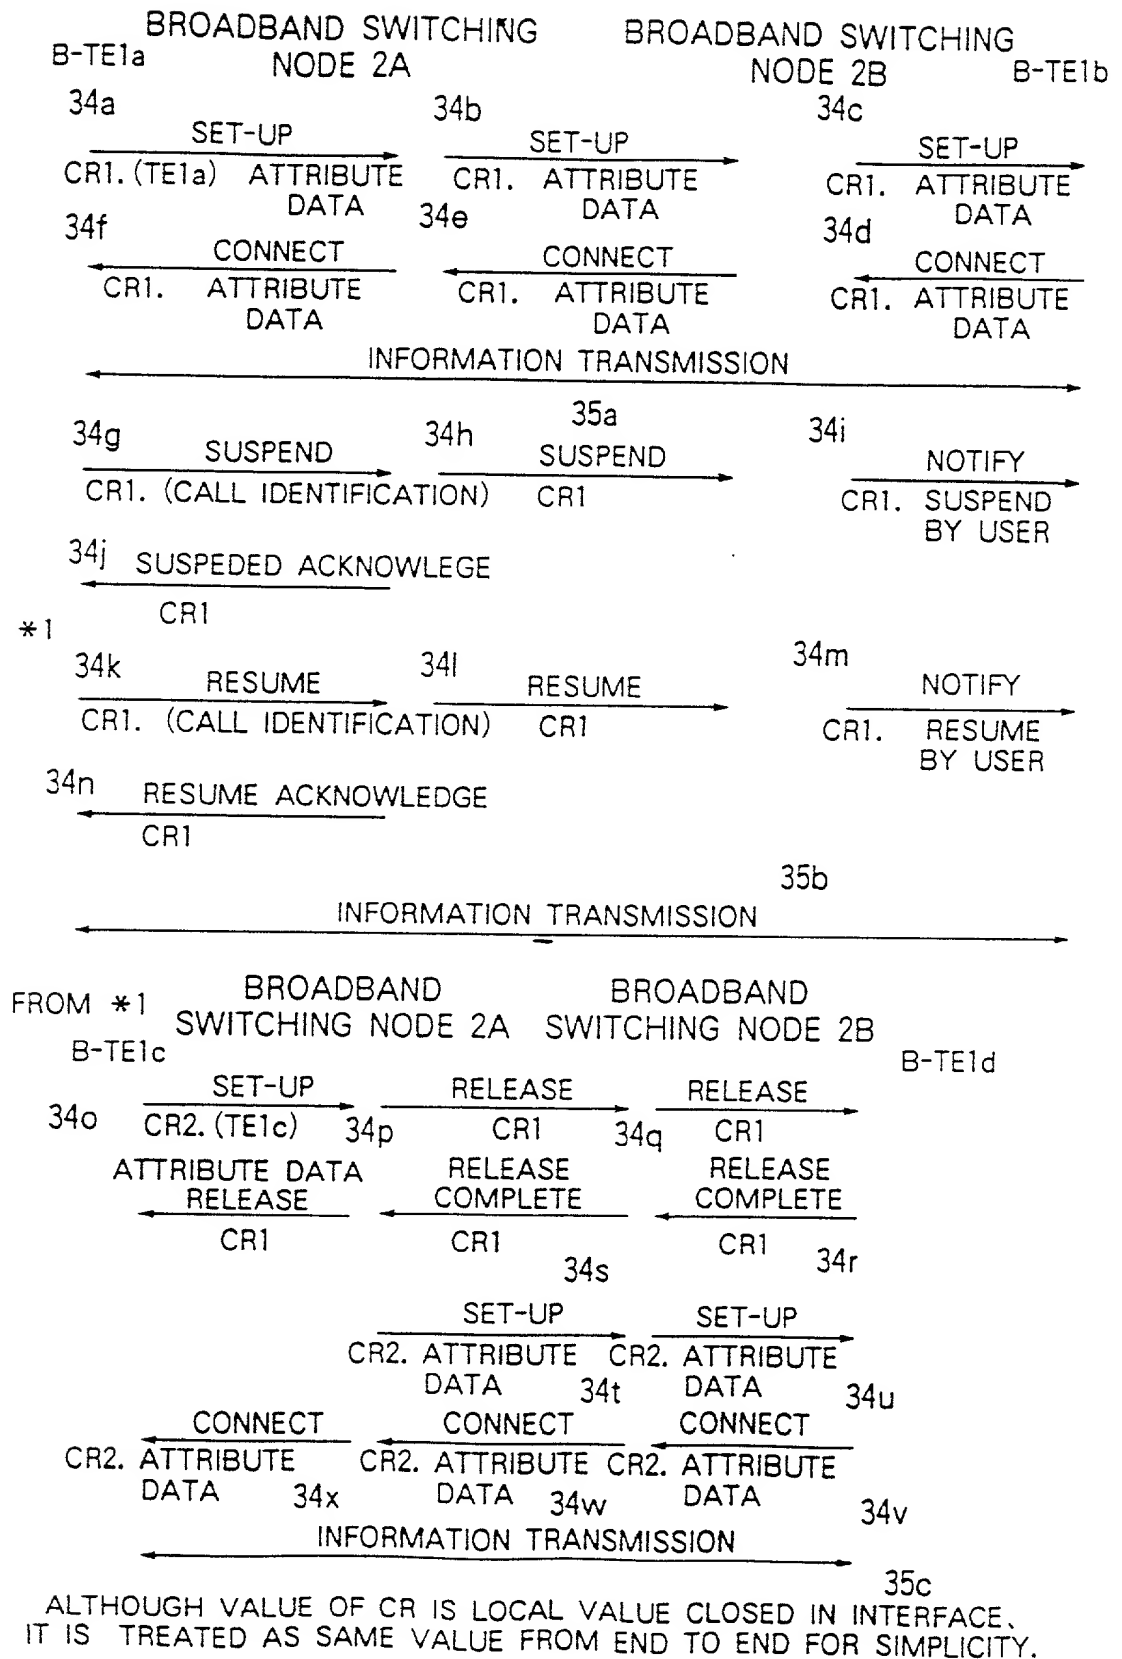 BROADBAND SWITCHING BROADBAND SWITCHING
B-TE1a NODE 2A NODE 2B B-TE1b
34a 34b 34c
SET-UP SET-UP SET-UP
CR1. (TE1a) ATTRIBUTE CR1. ATTRIBUTE CR1. ATTRIBUTE
DATA DATA DATA
34f 34e 34d
CONNECT CONNECT CONNECT
CR1. ATTRIBUTE CR1. ATTRIBUTE CR1. ATTRIBUTE
DATA DATA DATA
INFORMATION TRANSMISSION
35a
34g 34h 34i
SUSPEND SUSPEND NOTIFY
CR1. (CALL IDENTIFICATION) CR1 CR1. SUSPEND
BY USER
34j SUSPEDED ACKNOWLEGE
CR1
*1
34k 34l 34m
RESUME RESUME NOTIFY
CR1. (CALL IDENTIFICATION) CR1 CR1. RESUME
BY USER
34n RESUME ACKNOWLEDGE
CR1
35b
INFORMATION TRANSMISSION
FROM *1 BROADBAND BROADBAND
SWITCHING NODE 2A SWITCHING NODE 2B
B-TE1c B-TE1d
SET-UP RELEASE RELEASE
34o CR2. (TE1c) 34p CR1 34q CR1
ATTRIBUTE DATA RELEASE RELEASE
RELEASE COMPLETE COMPLETE
CR1 CR1 CR1 34r
34s
SET-UP SET-UP
CR2. ATTRIBUTE CR2. ATTRIBUTE
DATA 34t DATA 34u
CONNECT CONNECT CONNECT
CR2. ATTRIBUTE CR2. ATTRIBUTE CR2. ATTRIBUTE
DATA 34x DATA 34w DATA 34v
INFORMATION TRANSMISSION
35c
ALTHOUGH VALUE OF CR IS LOCAL VALUE CLOSED IN INTERFACE、
IT IS TREATED AS SAME VALUE FROM END TO END FOR SIMPLICITY.